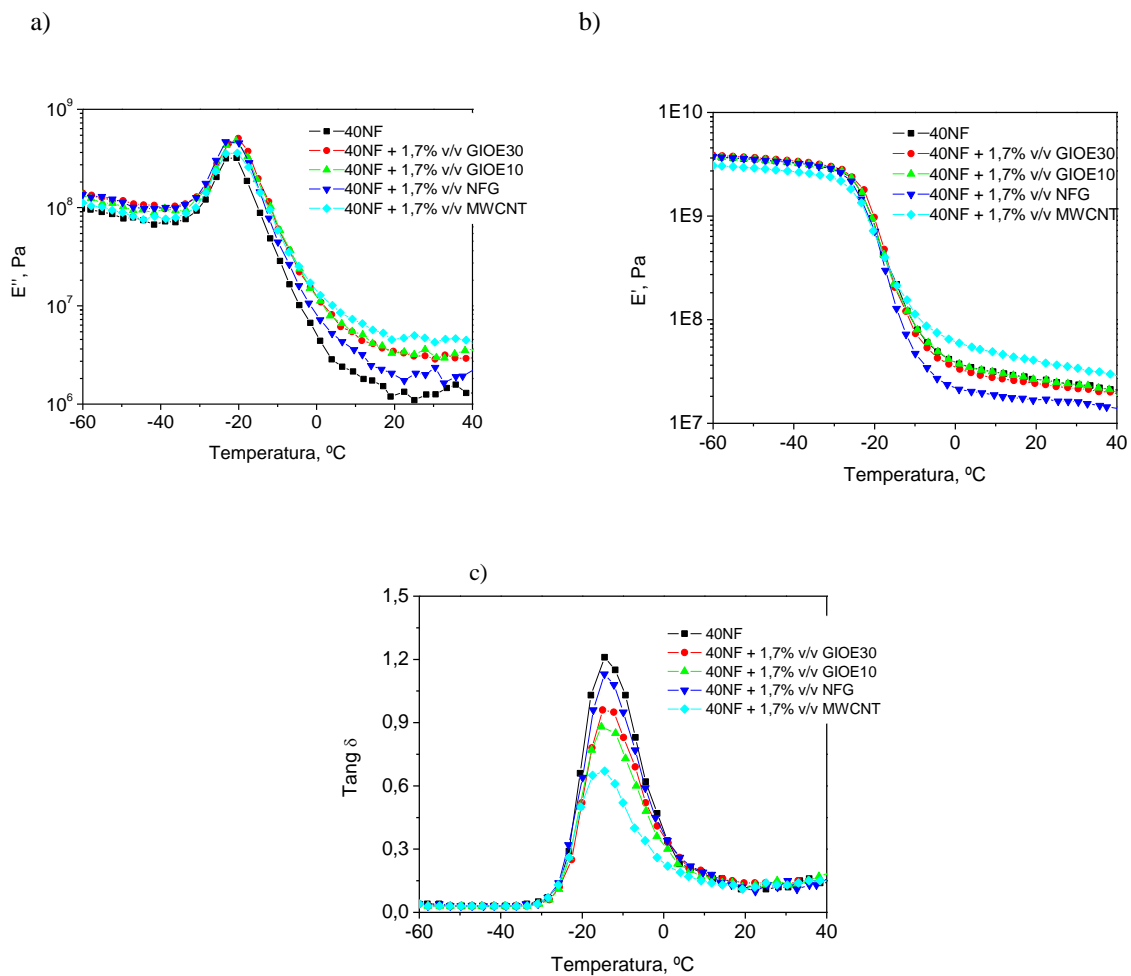 a)
b)
10⁹
10⁸
10⁷
10⁶
E'', Pa
-60
-40
-20
0
20
40
Temperatura, ºC
40NF
40NF + 1,7% v/v GIOE30
40NF + 1,7% v/v GIOE10
40NF + 1,7% v/v NFG
40NF + 1,7% v/v MWCNT
1E10
1E9
1E8
1E7
E', Pa
-60
-40
-20
0
20
40
Temperatura, ºC
40NF
40NF + 1,7% v/v GIOE30
40NF + 1,7% v/v GIOE10
40NF + 1,7% v/v NFG
40NF + 1,7% v/v MWCNT
c)
1,5
1,2
0,9
0,6
0,3
0,0
Tang δ
-60
-40
-20
0
20
40
Temperatura, ºC
40NF
40NF + 1,7% v/v GIOE30
40NF + 1,7% v/v GIOE10
40NF + 1,7% v/v NFG
40NF + 1,7% v/v MWCNT